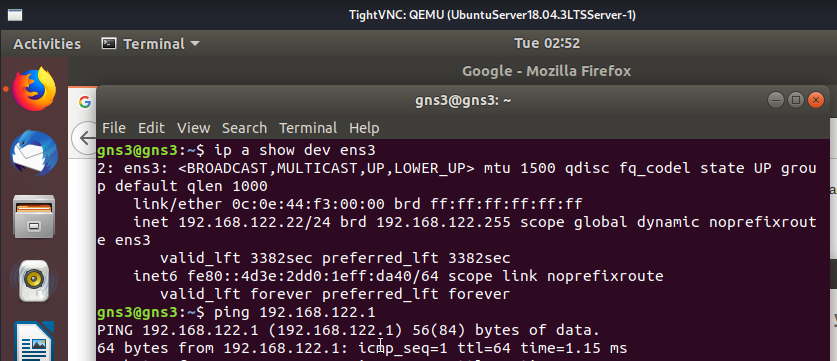 TightVNC: QEMU (UbuntuServer18.04.3LTSServer-1)
Activities Terminal Tue 02:52
Google - Mozilla Firefox
G
gns3@gns3: ~
File Edit View Search Terminal Help
gns3@gns3:~$ ip a show dev ens3
2: ens3: <BROADCAST,MULTICAST,UP,LOWER_UP> mtu 1500 qdisc fq_codel state UP grou
p default qlen 1000
link/ether 0c:0e:44:f3:00:00 brd ff:ff:ff:ff:ff:ff
inet 192.168.122.22/24 brd 192.168.122.255 scope global dynamic noprefixrout
e ens3
valid_lft 3382sec preferred_lft 3382sec
inet6 fe80::4d3e:2dd0:1eff:da40/64 scope link noprefixroute
valid_lft forever preferred_lft forever
gns3@gns3:~$ ping 192.168.122.1
PING 192.168.122.1 (192.168.122.1) 56(84) bytes of data.
64 bytes from 192.168.122.1: icmp_seq=1 ttl=64 time=1.15 ms